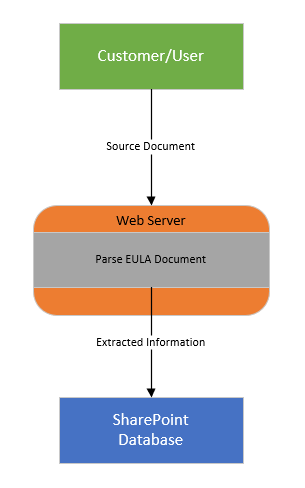 Customer/User
Source Document
Web Server
Parse EULA Document
Extracted Information
SharePoint
Database